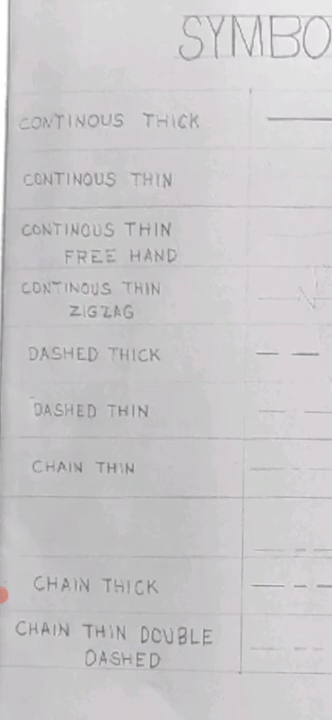 SYMBO
CONTINOUS THICK
CONTINOUS THIN
CONTINOUS THIN
FREE HAND
CONTINOUS THIN
ZIGZAG
DASHED THICK
DASHED THIN
CHAIN THIN
CHAIN THICK
CHAIN THIN DOUBLE
DASHED